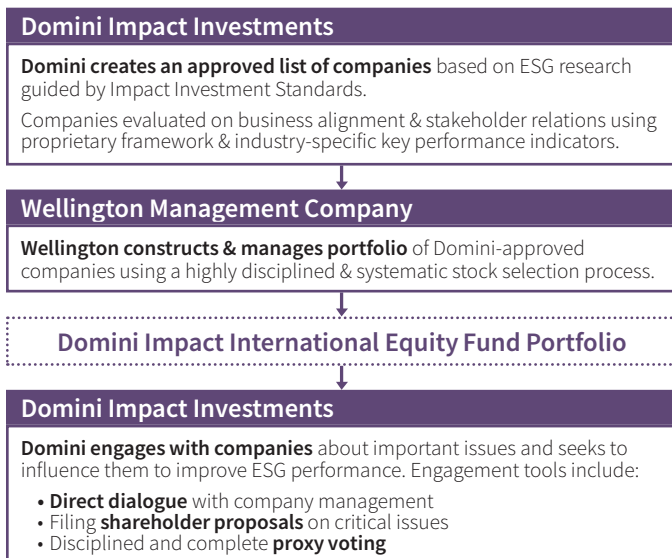 Domini Impact Investments
Domini creates an approved list of companies based on ESG research
guided by Impact Investment Standards.
Companies evaluated on business alignment & stakeholder relations using
proprietary framework & industry-specific key performance indicators.
Wellington Management Company
Wellington constructs & manages portfolio of Domini-approved
companies using a highly disciplined & systematic stock selection process.
Domini Impact International Equity Fund Portfolio
Domini Impact Investments
Domini engages with companies about important issues and seeks to
influence them to improve ESG performance. Engagement tools include:
• Direct dialogue with company management
• Filing shareholder proposals on critical issues
• Disciplined and complete proxy voting